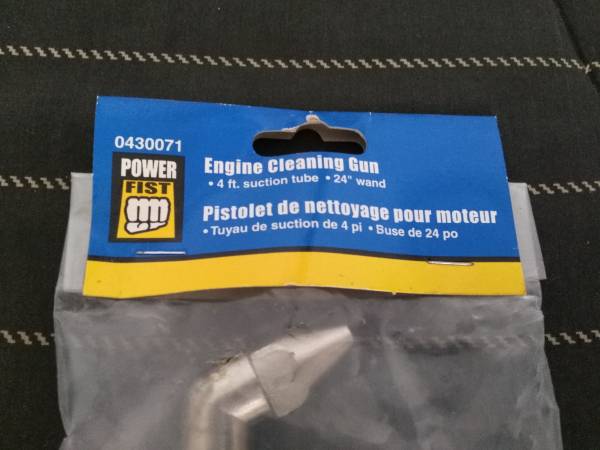 0430071
POWER
FIST
Engine Cleaning Gun
• 4 ft. suction tube • 24" wand
Pistolet de nettoyage pour moteur
• Tuyau de suction de 4 pi • Buse de 24 po